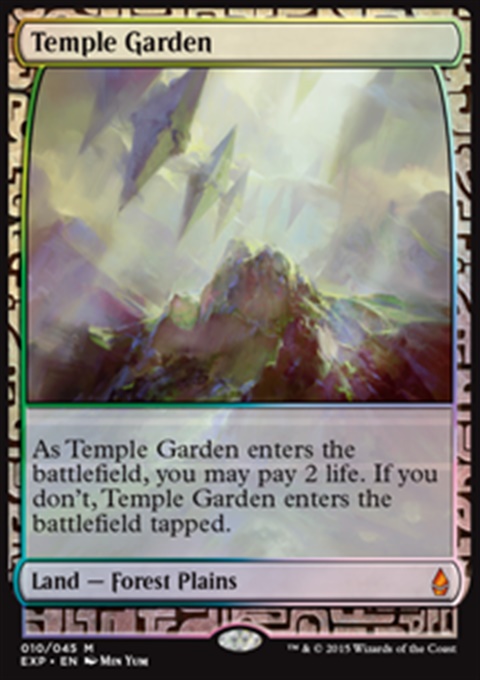 Temple Garden
As Temple Garden enters the
battlefield, you may pay 2 life. If you
don't, Temple Garden enters the
battlefield tapped.
Land — Forest Plains
010/045 M
EXP • EN Min Yum
™ & © 2015 Wizards of the Coast